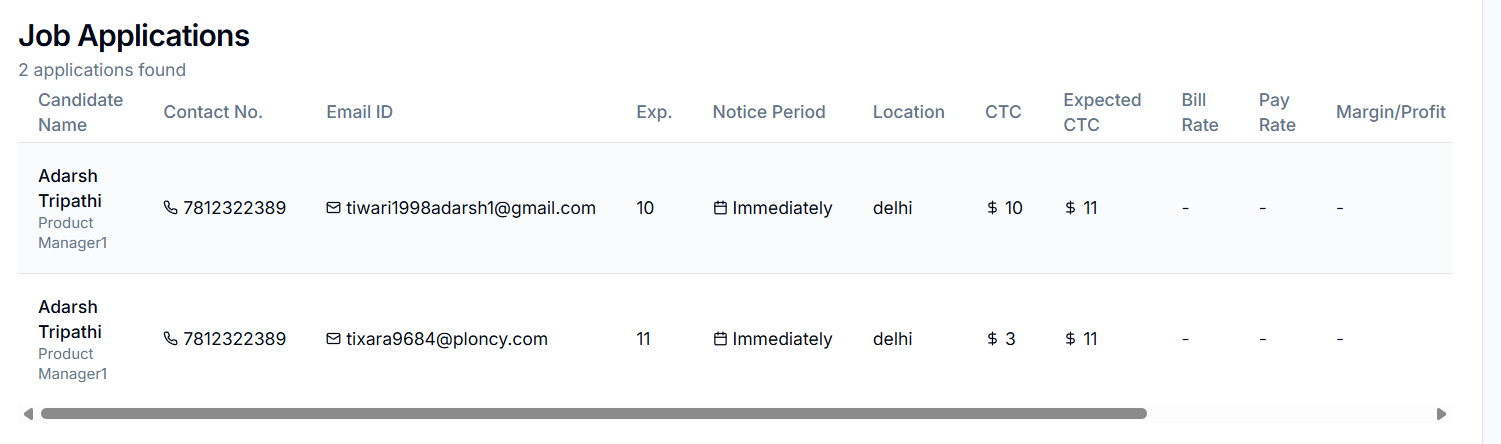 Job Applications
2 applications found
Candidate Name Contact No. Email ID Exp. Notice Period Location CTC Expected CTC Bill Rate Pay Rate Margin/Profit
Adarsh
Tripathi
Product
Manager1
7812322389 tiwari1998adarsh1@gmail.com 10 Immediately delhi $ 10 $ 11 - - -
Adarsh
Tripathi
Product
Manager1
7812322389 tixara9684@ploncy.com 11 Immediately delhi $ 3 $ 11 - - -